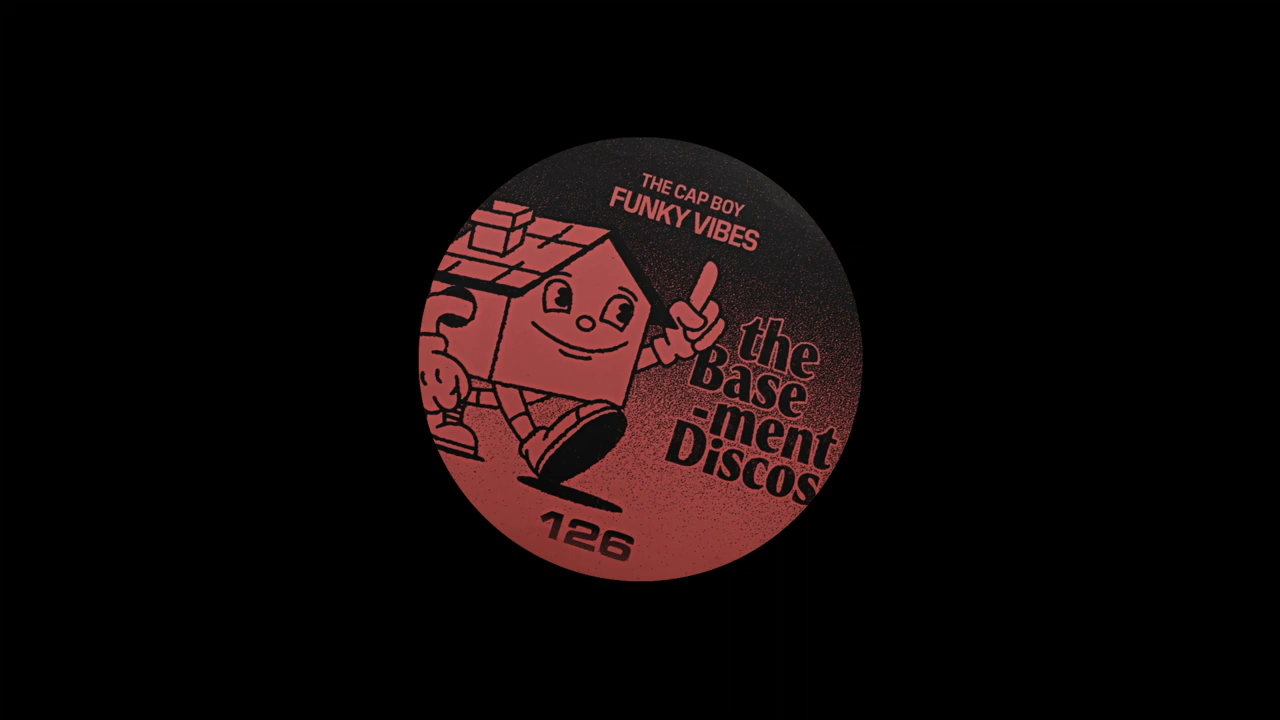 THE CAP BOY
FUNKY VIBES
the
Base
-ment
Discos
126